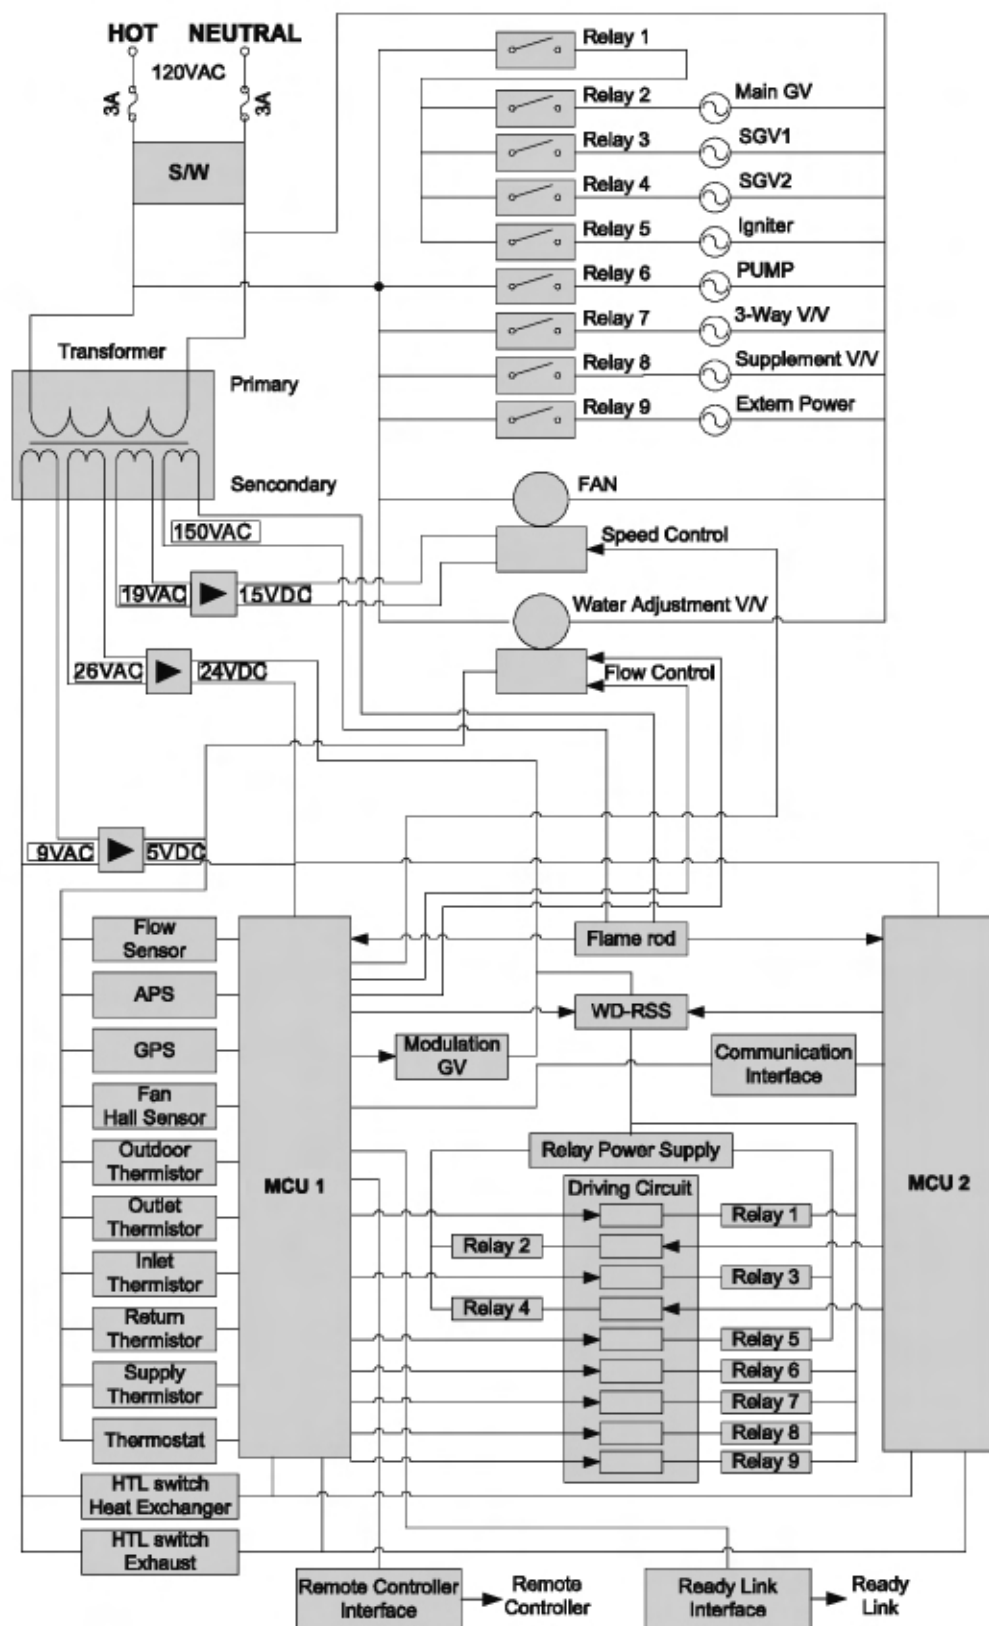 HOT NEUTRAL
120VAC
3A
3A
S/W
Relay 1
Relay 2
Main GV
Relay 3
SGV1
Relay 4
SGV2
Relay 5
Igniter
Relay 6
PUMP
Relay 7
3-Way V/V
Relay 8
Supplement V/V
Relay 9
Extern Power
Transformer
Primary
Sencondary
FAN
150VAC
Speed Control
19VAC
15VDC
Water Adjustment V/V
26VAC
24VDC
Flow Control
9VAC
5VDC
Flow
Sensor
APS
GPS
Fan
Hall Sensor
Outdoor
Thermistor
Outlet
Thermistor
Inlet
Thermistor
Return
Thermistor
Supply
Thermistor
Thermostat
HTL switch
Heat Exchanger
HTL switch
Exhaust
MCU 1
Flame rod
WD-RSS
Modulation
GV
Communication
Interface
Relay Power Supply
MCU 2
Driving Circuit
Relay 1
Relay 2
Relay 3
Relay 4
Relay 5
Relay 6
Relay 7
Relay 8
Relay 9
Remote Controller
Interface
Remote
Controller
Ready Link
Interface
Ready
Link